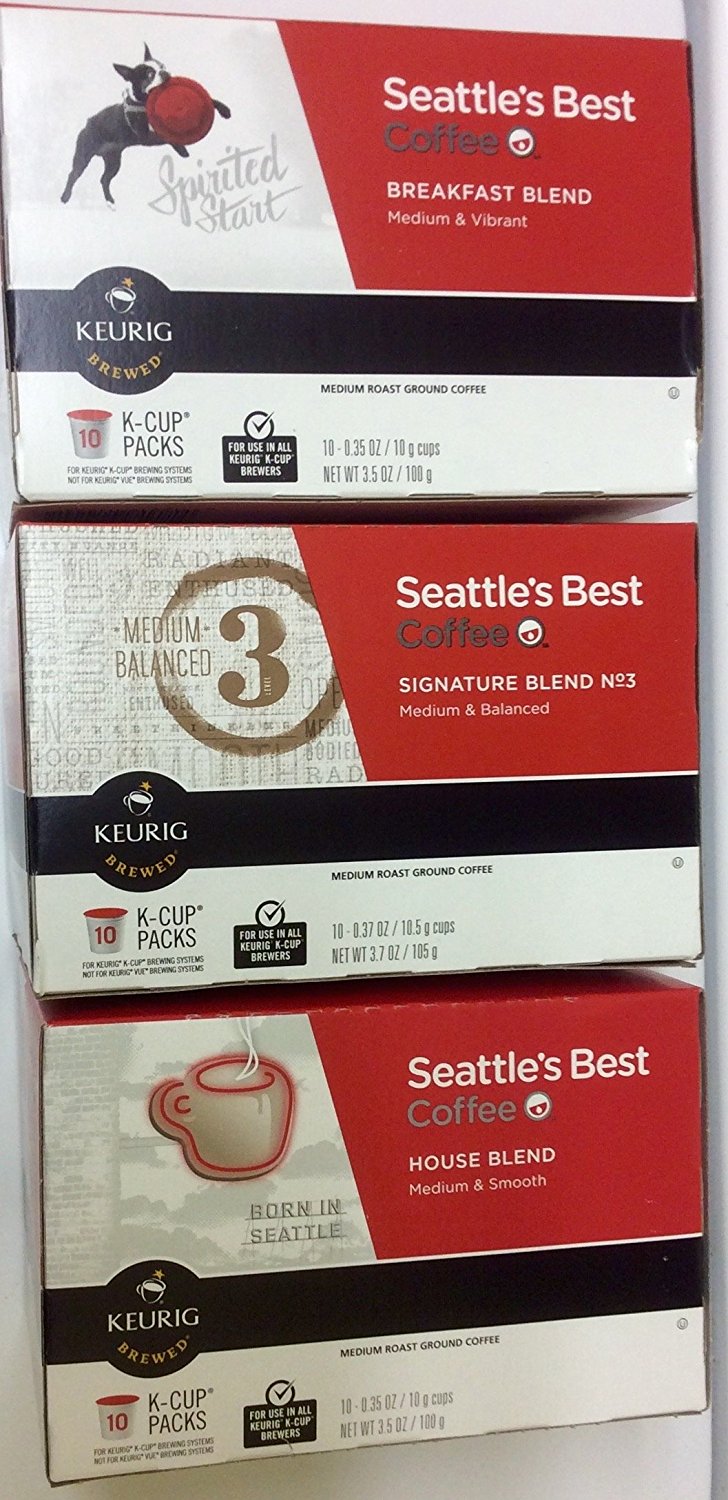 Spirited
Start
Seattle's Best
Coffee
BREAKFAST BLEND
Medium & Vibrant
KEURIG
BREWED®
MEDIUM ROAST GROUND COFFEE
10
K-CUP®
PACKS
FOR KEURIG® K-CUP® BREWING SYSTEMS
NOT FOR KEURIG® VUE® BREWING SYSTEMS
FOR USE IN ALL
KEURIG® K-CUP®
BREWERS
10 - 0.35 OZ / 10 g cups
NET WT 3.5 OZ / 100 g
RADIANT
ENTHUSED
MEDIUM
BALANCED
3
LEVEL
ENTHUSED
SMOOTH
RAD
Seattle's Best
Coffee
SIGNATURE BLEND Nº3
Medium & Balanced
KEURIG
BREWED®
MEDIUM ROAST GROUND COFFEE
10
K-CUP®
PACKS
FOR KEURIG® K-CUP® BREWING SYSTEMS
NOT FOR KEURIG® VUE® BREWING SYSTEMS
FOR USE IN ALL
KEURIG® K-CUP®
BREWERS
10 - 0.37 OZ / 10.5 g cups
NET WT 3.7 OZ / 105 g
BORN IN
SEATTLE
Seattle's Best
Coffee
HOUSE BLEND
Medium & Smooth
KEURIG
BREWED®
MEDIUM ROAST GROUND COFFEE
10
K-CUP®
PACKS
FOR KEURIG® K-CUP® BREWING SYSTEMS
NOT FOR KEURIG® VUE® BREWING SYSTEMS
FOR USE IN ALL
KEURIG® K-CUP®
BREWERS
10 - 0.35 OZ / 10 g cups
NET WT 3.5 OZ / 100 g